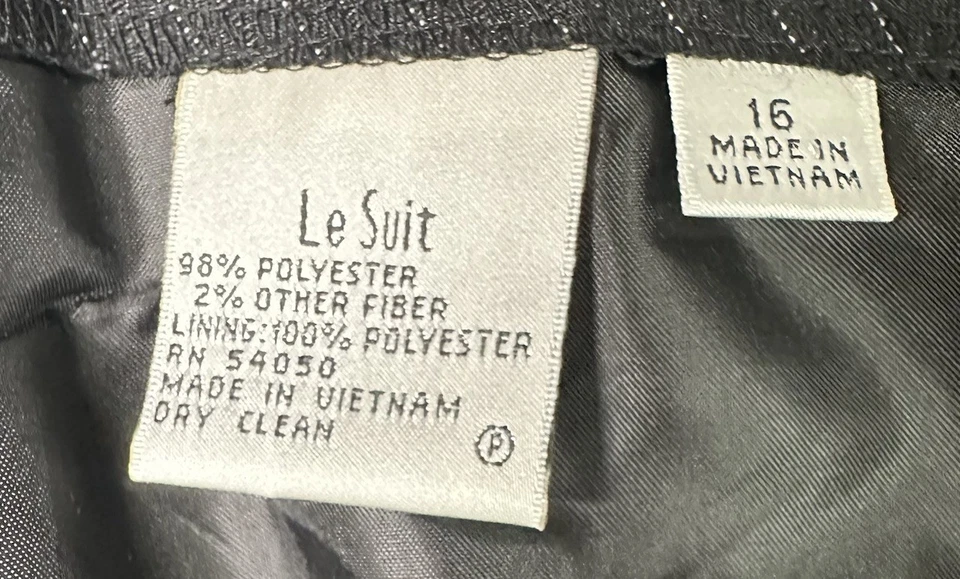 Le Suit
98% POLYESTER
2% OTHER FIBER
LINING:100% POLYESTER
RN 54050
MADE IN VIETNAM
DRY CLEAN
P
16
MADE IN
VIETNAM